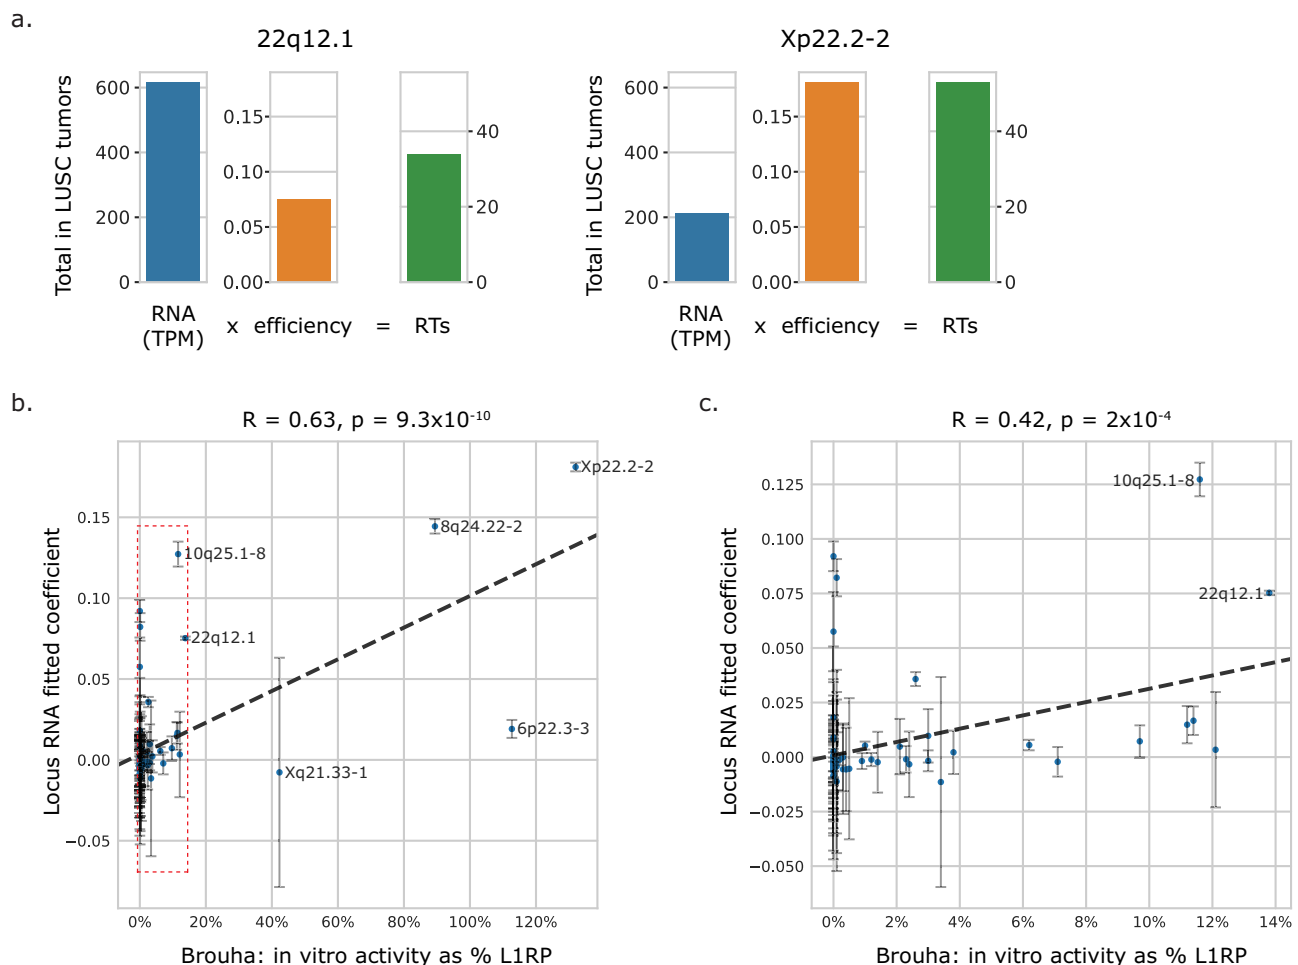 a.
22q12.1
Xp22.2-2
Total in LUSC tumors
600
400
200
0
0.15
0.10
0.05
0.00
40
20
0
RNA
(TPM)
x efficiency = RTs
Total in LUSC tumors
600
400
200
0
0.15
0.10
0.05
0.00
40
20
0
RNA
(TPM)
x efficiency = RTs
b.
R = 0.63, p = 9.3x10⁻¹⁰
Locus RNA fitted coefficient
0.15
0.10
0.05
0.00
−0.05
Xp22.2-2
8q24.22-2
10q25.1-8
22q12.1
6p22.3-3
Xq21.33-1
0%
20%
40%
60%
80%
100%
120%
Brouha: in vitro activity as % L1RP
c.
R = 0.42, p = 2x10⁻⁴
Locus RNA fitted coefficient
0.125
0.100
0.075
0.050
0.025
0.000
−0.025
−0.050
10q25.1-8
22q12.1
0%
2%
4%
6%
8%
10%
12%
14%
Brouha: in vitro activity as % L1RP